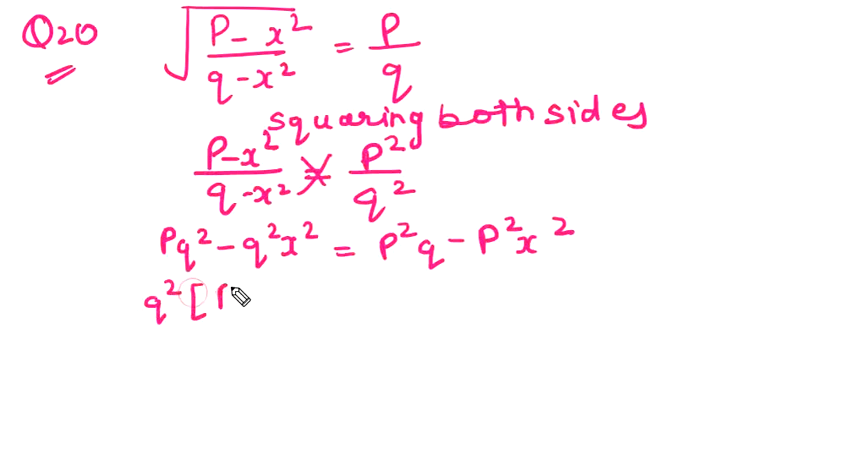 Q20 √(P - x²)/(q - x²) = P/q
squaring both sides
(P - x²)/(q - x²) = P²/q²
Pq² - q²x² = P²q - P²x²
q² [